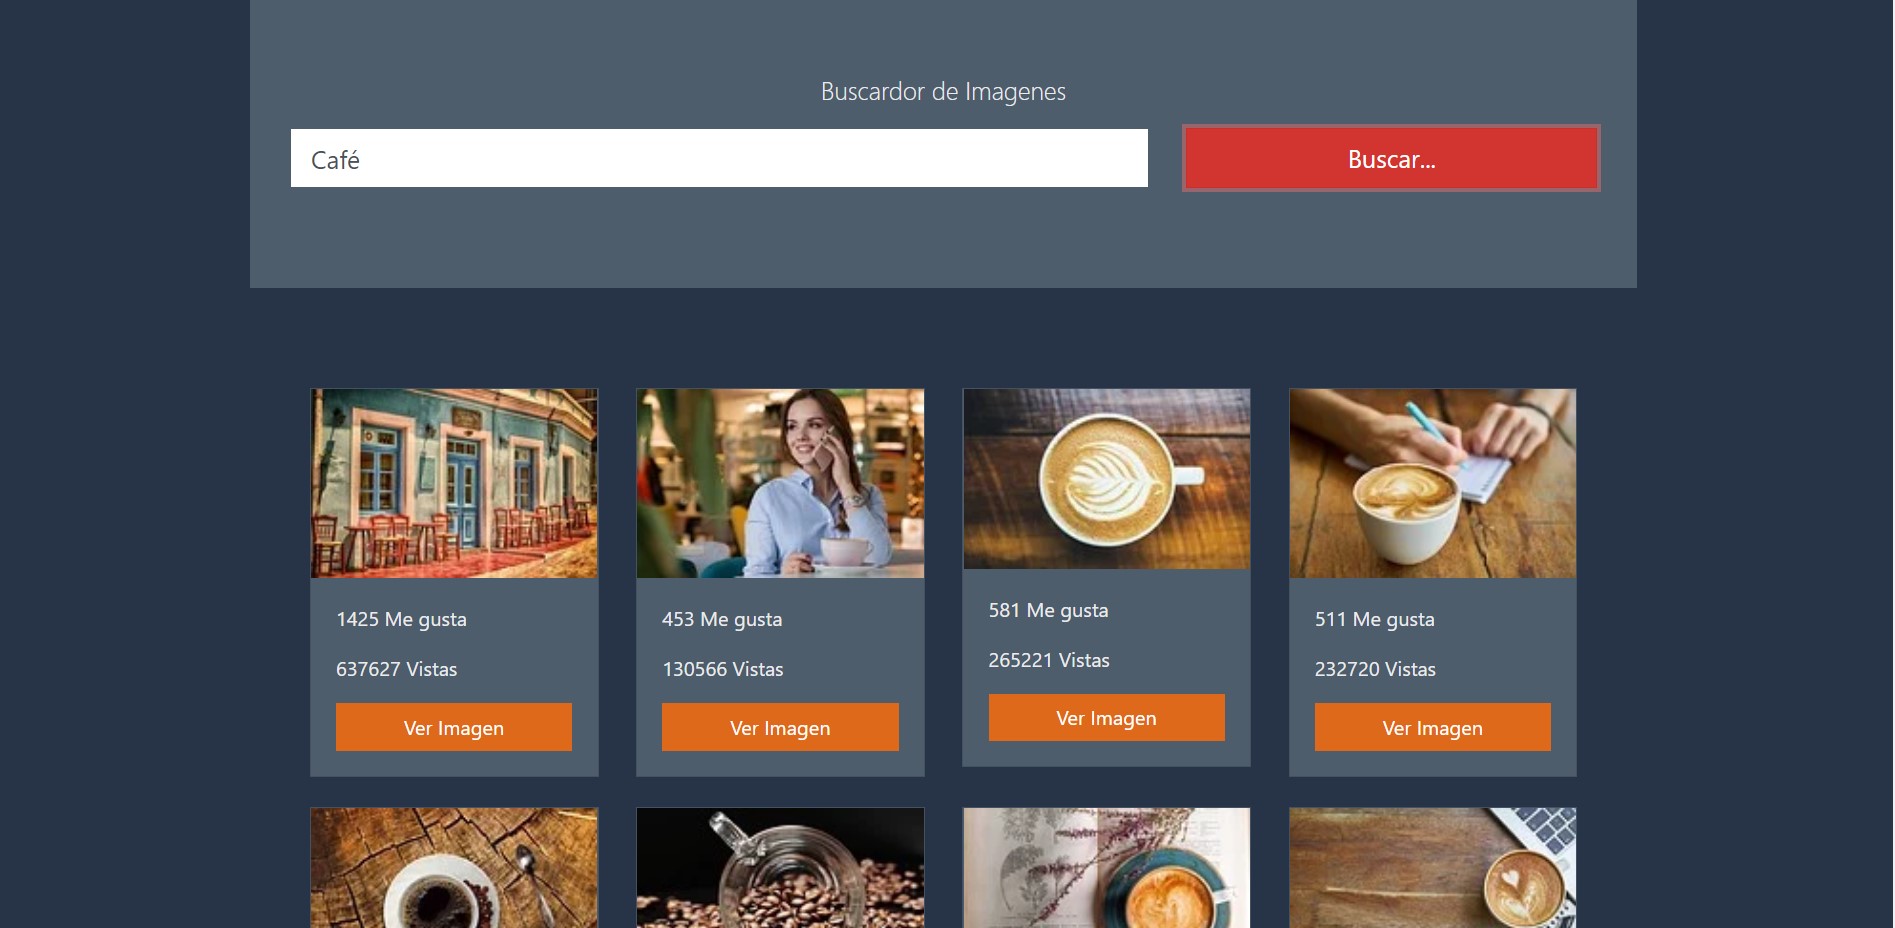 Buscardor de Imagenes
Café
Buscar...
1425 Me gusta
637627 Vistas
Ver Imagen
453 Me gusta
130566 Vistas
Ver Imagen
581 Me gusta
265221 Vistas
Ver Imagen
511 Me gusta
232720 Vistas
Ver Imagen